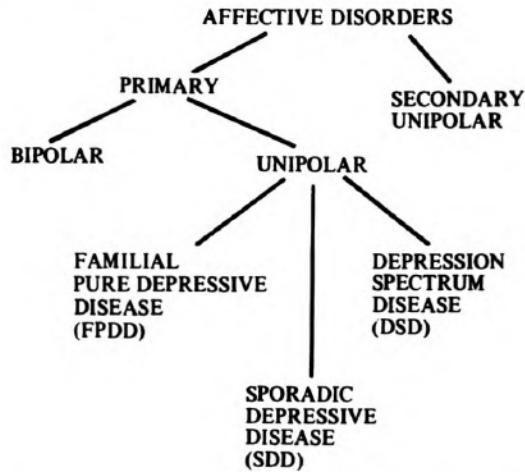 AFFECTIVE DISORDERS
PRIMARY
SECONDARY
UNIPOLAR
BIPOLAR
UNIPOLAR
FAMILIAL
PURE DEPRESSIVE
DISEASE
(FPDD)
DEPRESSION
SPECTRUM
DISEASE
(DSD)
SPORADIC
DEPRESSIVE
DISEASE
(SDD)